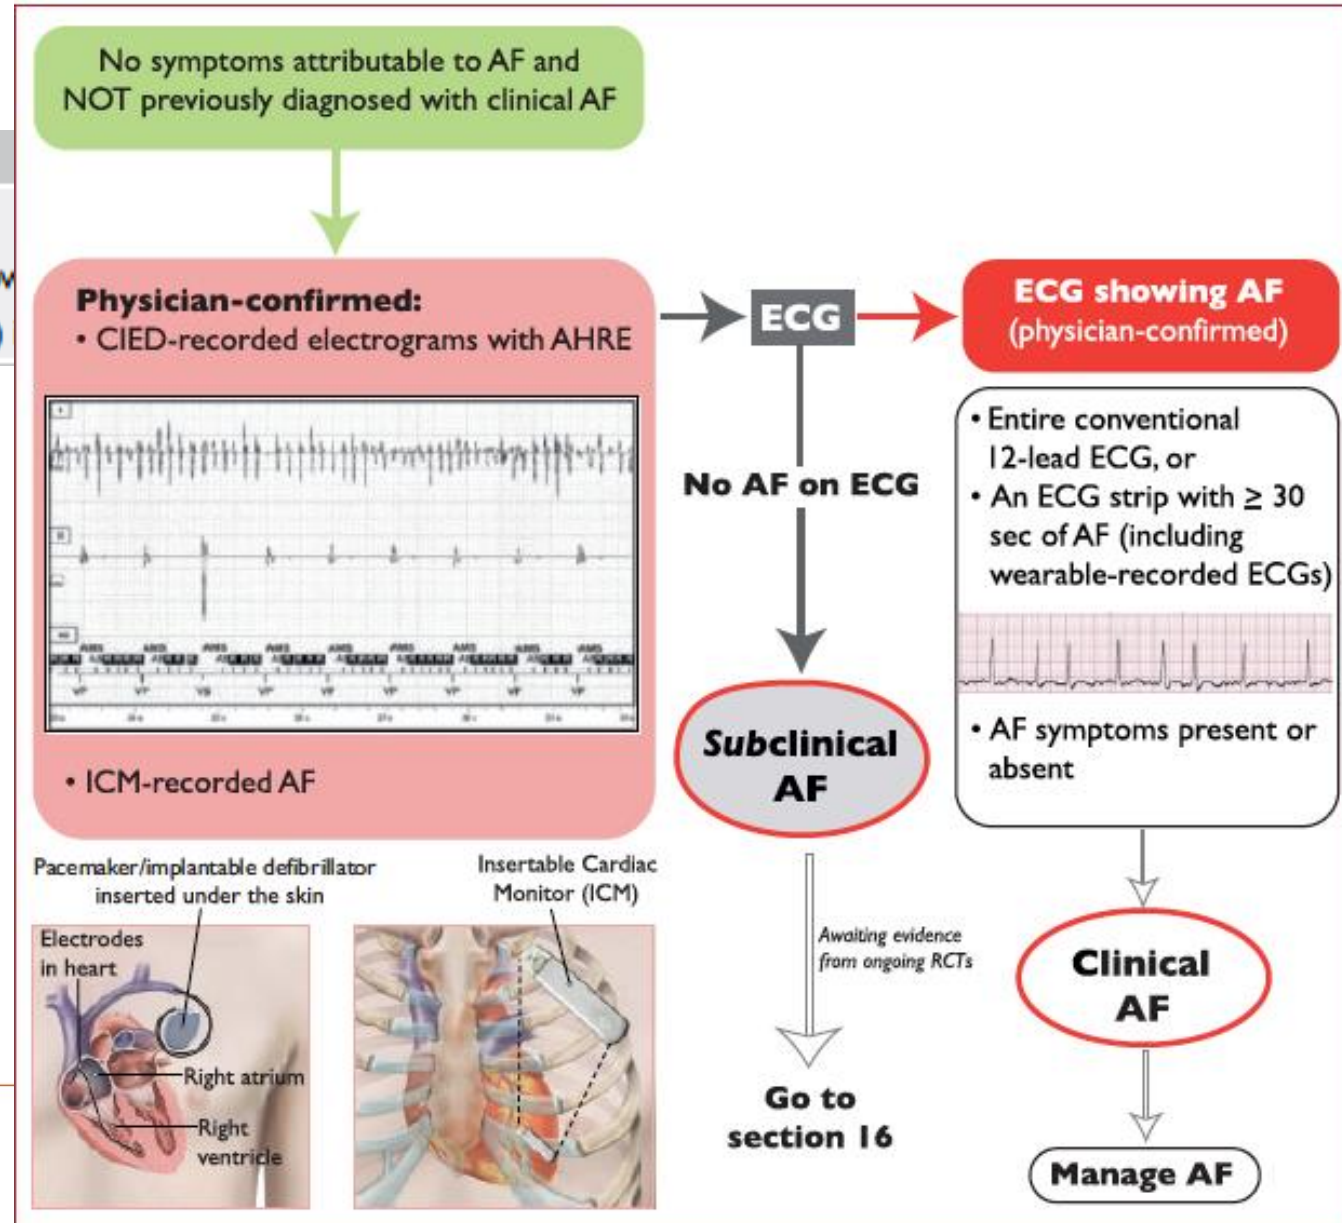 No symptoms attributable to AF and
NOT previously diagnosed with clinical AF
Physician-confirmed:
• CIED-recorded electrograms with AHRE
• ICM-recorded AF
ECG
ECG showing AF
(physician-confirmed)
• Entire conventional
12-lead ECG, or
• An ECG strip with ≥ 30
sec of AF (including
wearable-recorded ECGs)
• AF symptoms present or
absent
No AF on ECG
Subclinical
AF
Awaiting evidence
from ongoing RCTs
Go to
section 16
Clinical
AF
Manage AF
Pacemaker/implantable defibrillator
inserted under the skin
Electrodes
in heart
Right atrium
Right
ventricle
Insertable Cardiac
Monitor (ICM)